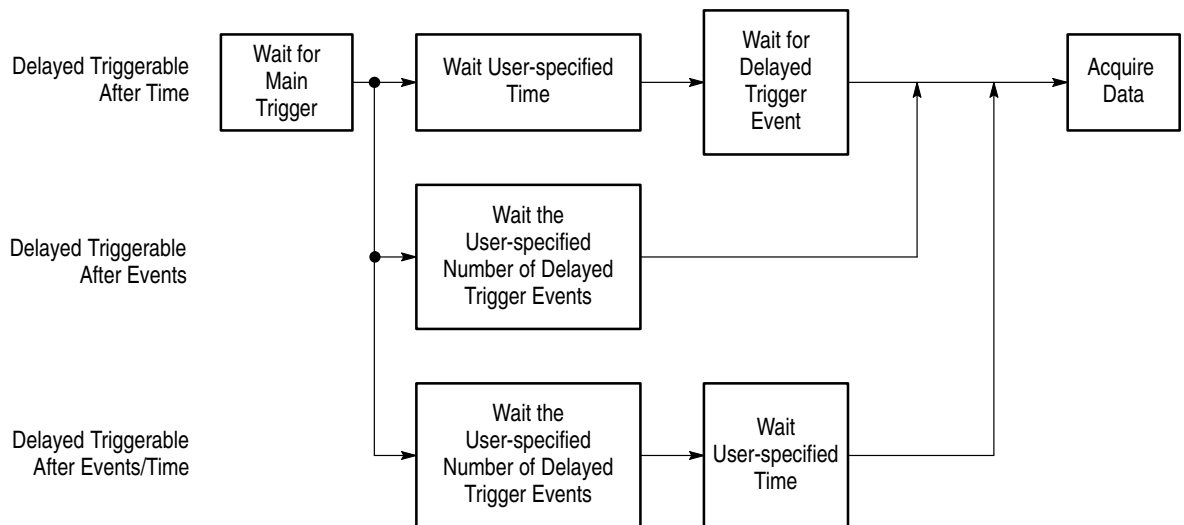 Delayed Triggerable
After Time
Wait for
Main
Trigger
Wait User-specified
Time
Wait for
Delayed
Trigger
Event
Acquire
Data
Delayed Triggerable
After Events
Wait the
User-specified
Number of Delayed
Trigger Events
Delayed Triggerable
After Events/Time
Wait the
User-specified
Number of Delayed
Trigger Events
Wait
User-specified
Time